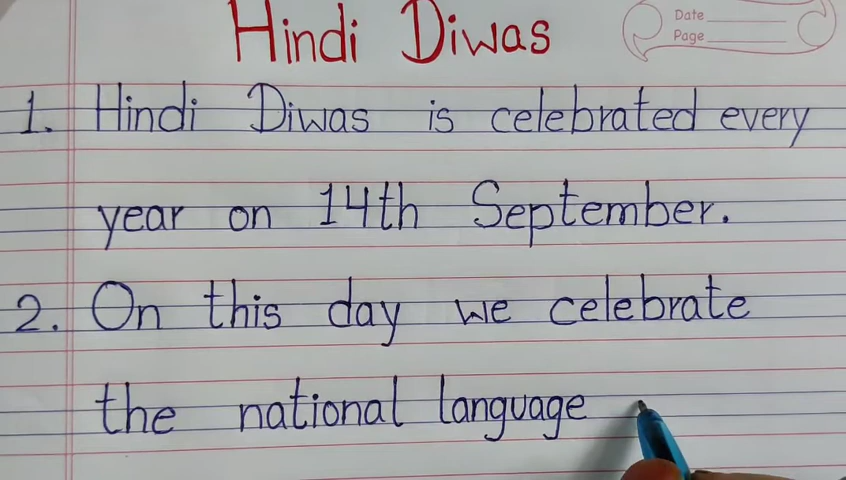 Hindi Diwas
Date
Page
1. Hindi Diwas is celebrated every
year on 14th September.
2. On this day we celebrate
the national language